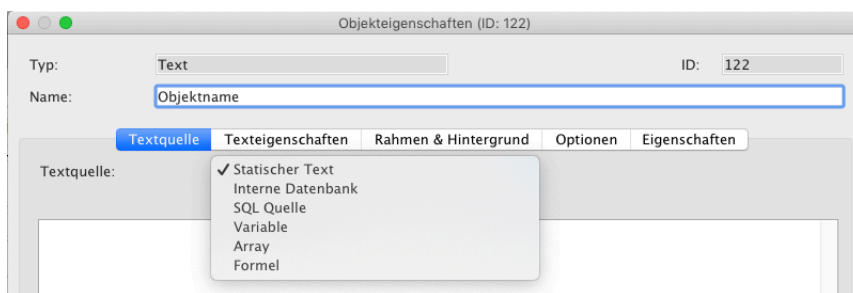 Objekteigenschaften (ID: 122)
Typ: Text ID: 122
Name: Objektname
Textquelle Texteigenschaften Rahmen & Hintergrund Optionen Eigenschaften
Textquelle: ✓ Statischer Text
Interne Datenbank
SQL Quelle
Variable
Array
Formel